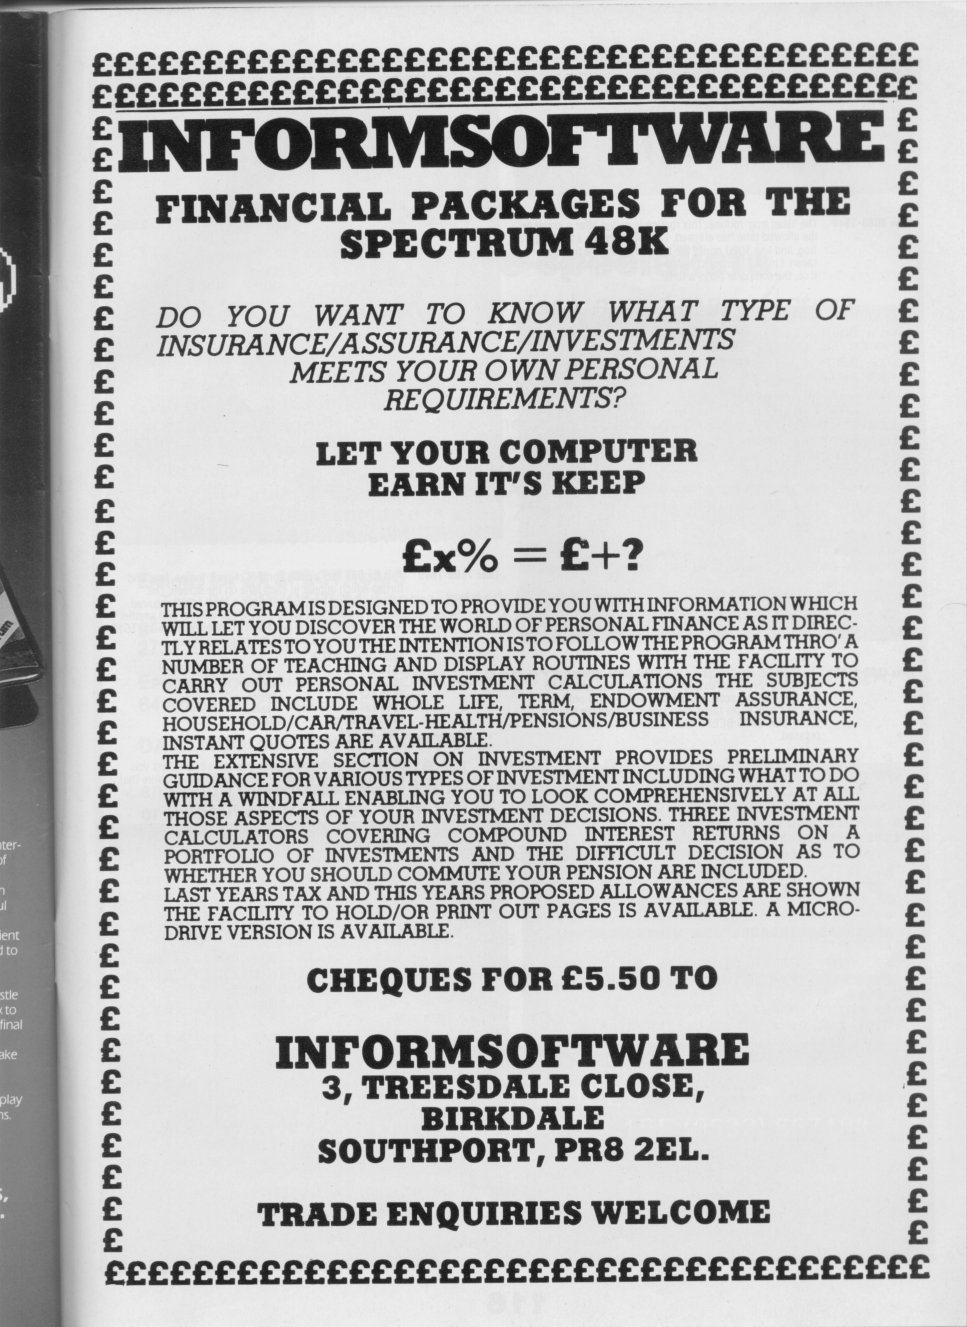 ££££££££££££££££££££££££££££££££££££
£££££££££££££££££££££££££££££££££££££
INFORMSOFTWARE
FINANCIAL PACKAGES FOR THE
SPECTRUM 48K
DO YOU WANT TO KNOW WHAT TYPE OF
INSURANCE/ASSURANCE/INVESTMENTS
MEETS YOUR OWN PERSONAL
REQUIREMENTS?
LET YOUR COMPUTER
EARN IT'S KEEP
£x% = £+?
THIS PROGRAM IS DESIGNED TO PROVIDE YOU WITH INFORMATION WHICH
WILL LET YOU DISCOVER THE WORLD OF PERSONAL FINANCE AS IT DIREC-
TLY RELATES TO YOU THE INTENTION IS TO FOLLOW THE PROGRAM THRO' A
NUMBER OF TEACHING AND DISPLAY ROUTINES WITH THE FACILITY TO
CARRY OUT PERSONAL INVESTMENT CALCULATIONS THE SUBJECTS
COVERED INCLUDE WHOLE LIFE, TERM, ENDOWMENT ASSURANCE,
HOUSEHOLD/CAR/TRAVEL-HEALTH/PENSIONS/BUSINESS INSURANCE,
INSTANT QUOTES ARE AVAILABLE.
THE EXTENSIVE SECTION ON INVESTMENT PROVIDES PRELIMINARY
GUIDANCE FOR VARIOUS TYPES OF INVESTMENT INCLUDING WHAT TO DO
WITH A WINDFALL ENABLING YOU TO LOOK COMPREHENSIVELY AT ALL
THOSE ASPECTS OF YOUR INVESTMENT DECISIONS. THREE INVESTMENT
CALCULATORS COVERING COMPOUND INTEREST RETURNS ON A
PORTFOLIO OF INVESTMENTS AND THE DIFFICULT DECISION AS TO
WHETHER YOU SHOULD COMMUTE YOUR PENSION ARE INCLUDED.
LAST YEARS TAX AND THIS YEARS PROPOSED ALLOWANCES ARE SHOWN
THE FACILITY TO HOLD/OR PRINT OUT PAGES IS AVAILABLE. A MICRO-
DRIVE VERSION IS AVAILABLE.
CHEQUES FOR £5.50 TO
INFORMSOFTWARE
3, TREESDALE CLOSE,
BIRKDALE
SOUTHPORT, PR8 2EL.
TRADE ENQUIRIES WELCOME
£££££££££££££££££££££££££££££££££££££